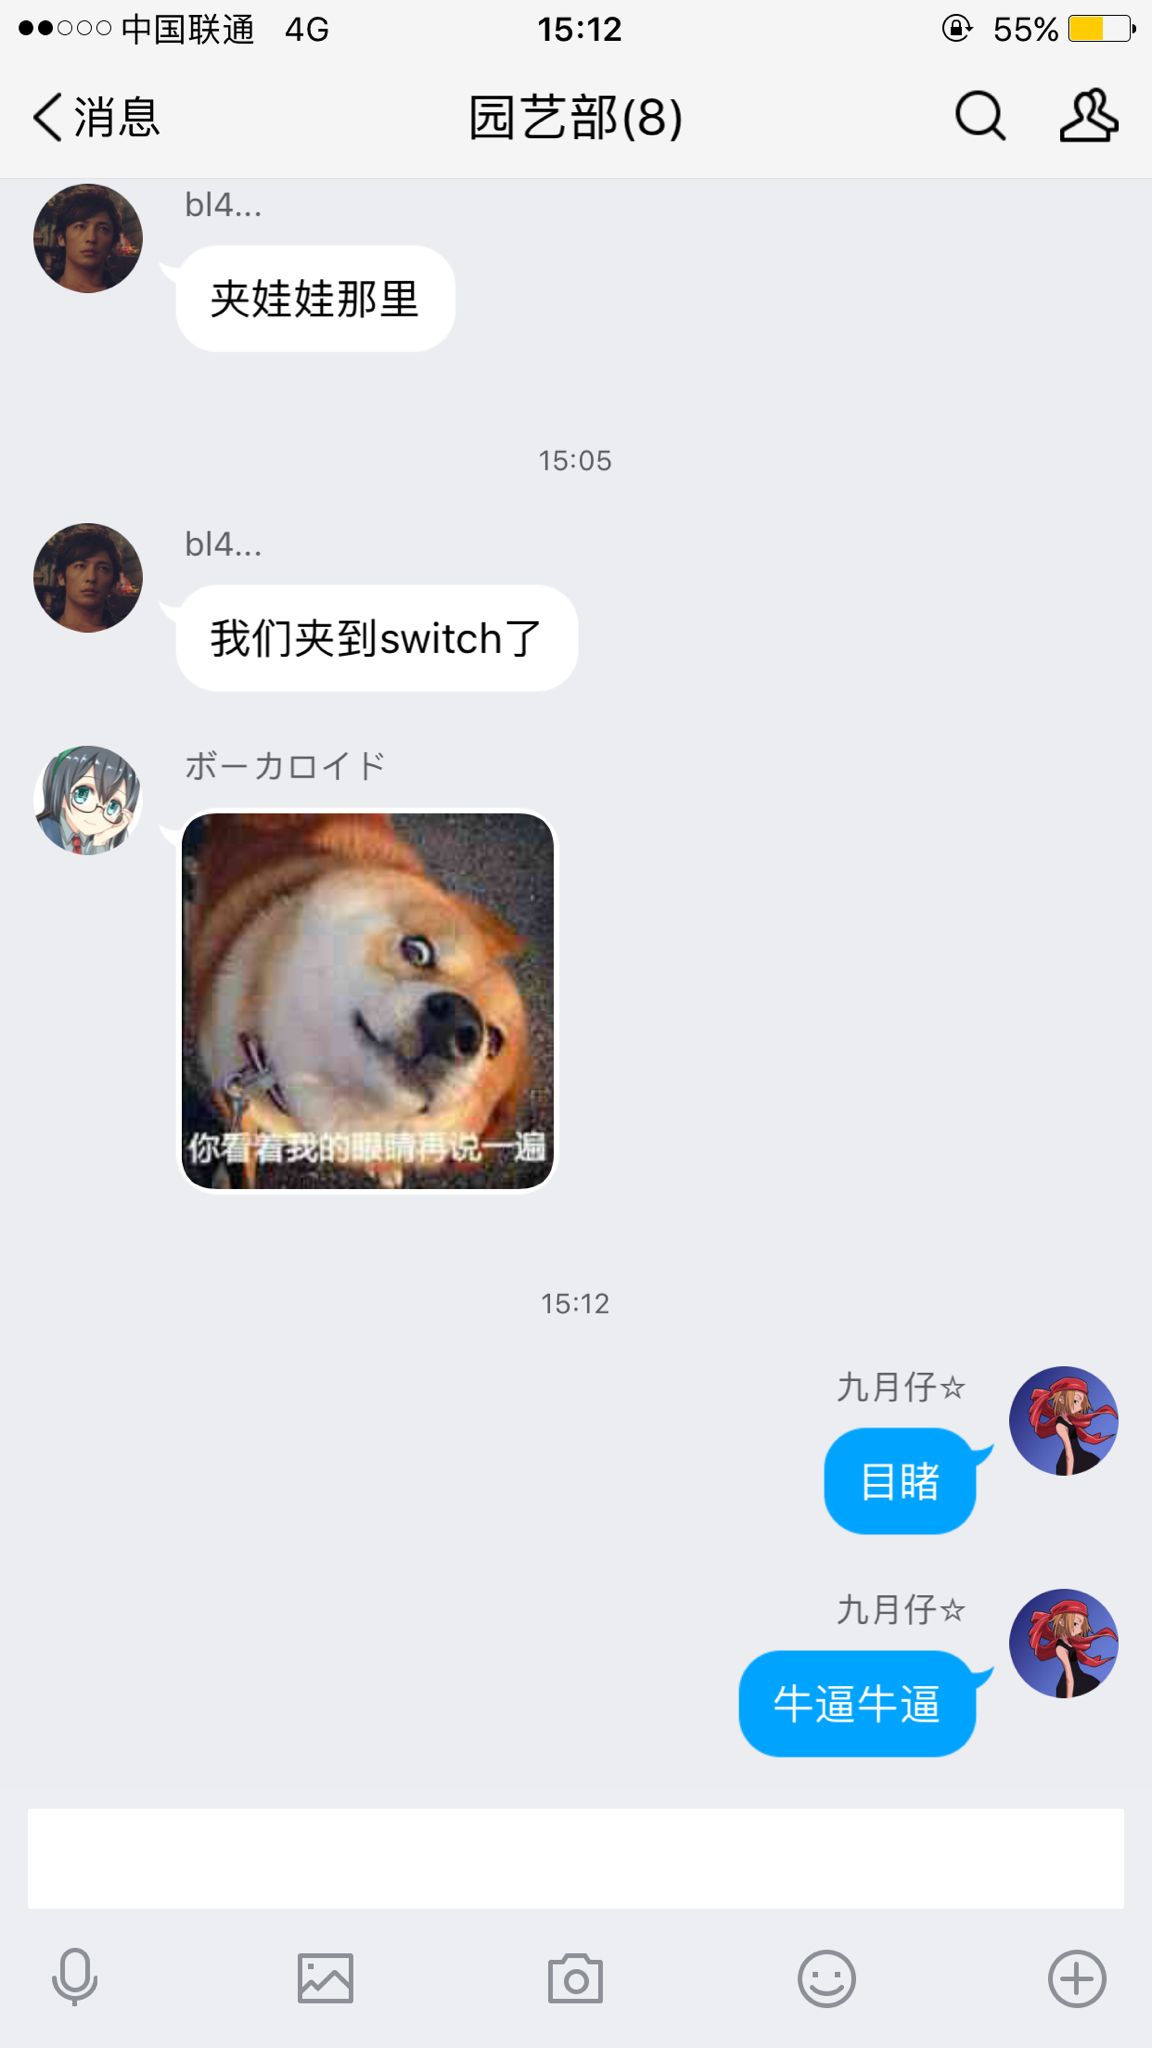 中国联通 4G 15:12 55%
消息 园艺部(8)
bl4...
夹娃娃那里
15:05
bl4...
我们夹到switch了
ボーカロイド
你看着我的眼睛再说一遍
15:12
九月仔☆
目睹
九月仔☆
牛逼牛逼